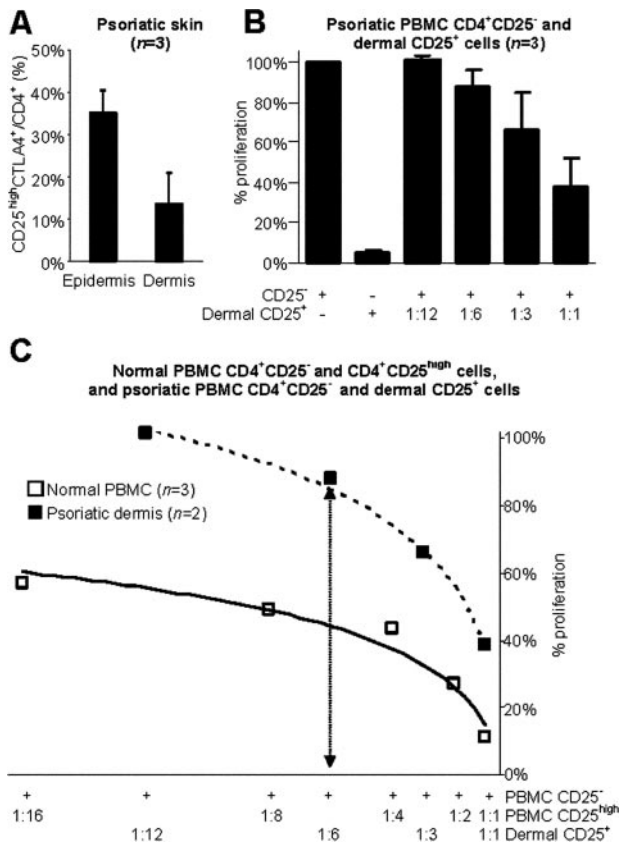 A
Psoriatic skin
(n=3)
CD25highCTLA4+/CD4+ (%)
50%
40%
30%
20%
10%
0%
Epidermis Dermis
B
Psoriatic PBMC CD4+CD25- and
dermal CD25+ cells (n=3)
% proliferation
100%
80%
60%
40%
20%
0%
CD25- + - + + + +
Dermal CD25+ - + 1:12 1:6 1:3 1:1
C
Normal PBMC CD4+CD25- and CD4+CD25high cells,
and psoriatic PBMC CD4+CD25- and dermal CD25+ cells
Normal PBMC (n=3)
Psoriatic dermis (n=2)
100%
80%
60%
40%
20%
0%
% proliferation
+ + + + + + + + PBMC CD25-
1:16 1:8 1:4 1:2 1:1 PBMC CD25high
1:12 1:6 1:3 1:1 Dermal CD25+